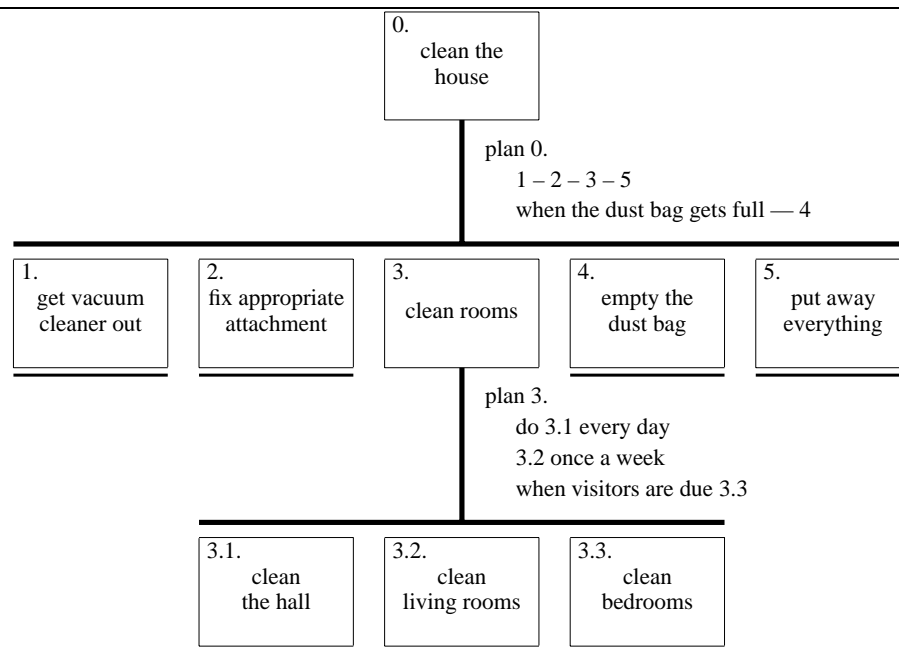 0.
clean the
house
plan 0.
1 – 2 – 3 – 5
when the dust bag gets full — 4
1.
get vacuum
cleaner out
2.
fix appropriate
attachment
3.
clean rooms
4.
empty the
dust bag
5.
put away
everything
plan 3.
do 3.1 every day
3.2 once a week
when visitors are due 3.3
3.1.
clean
the hall
3.2.
clean
living rooms
3.3.
clean
bedrooms